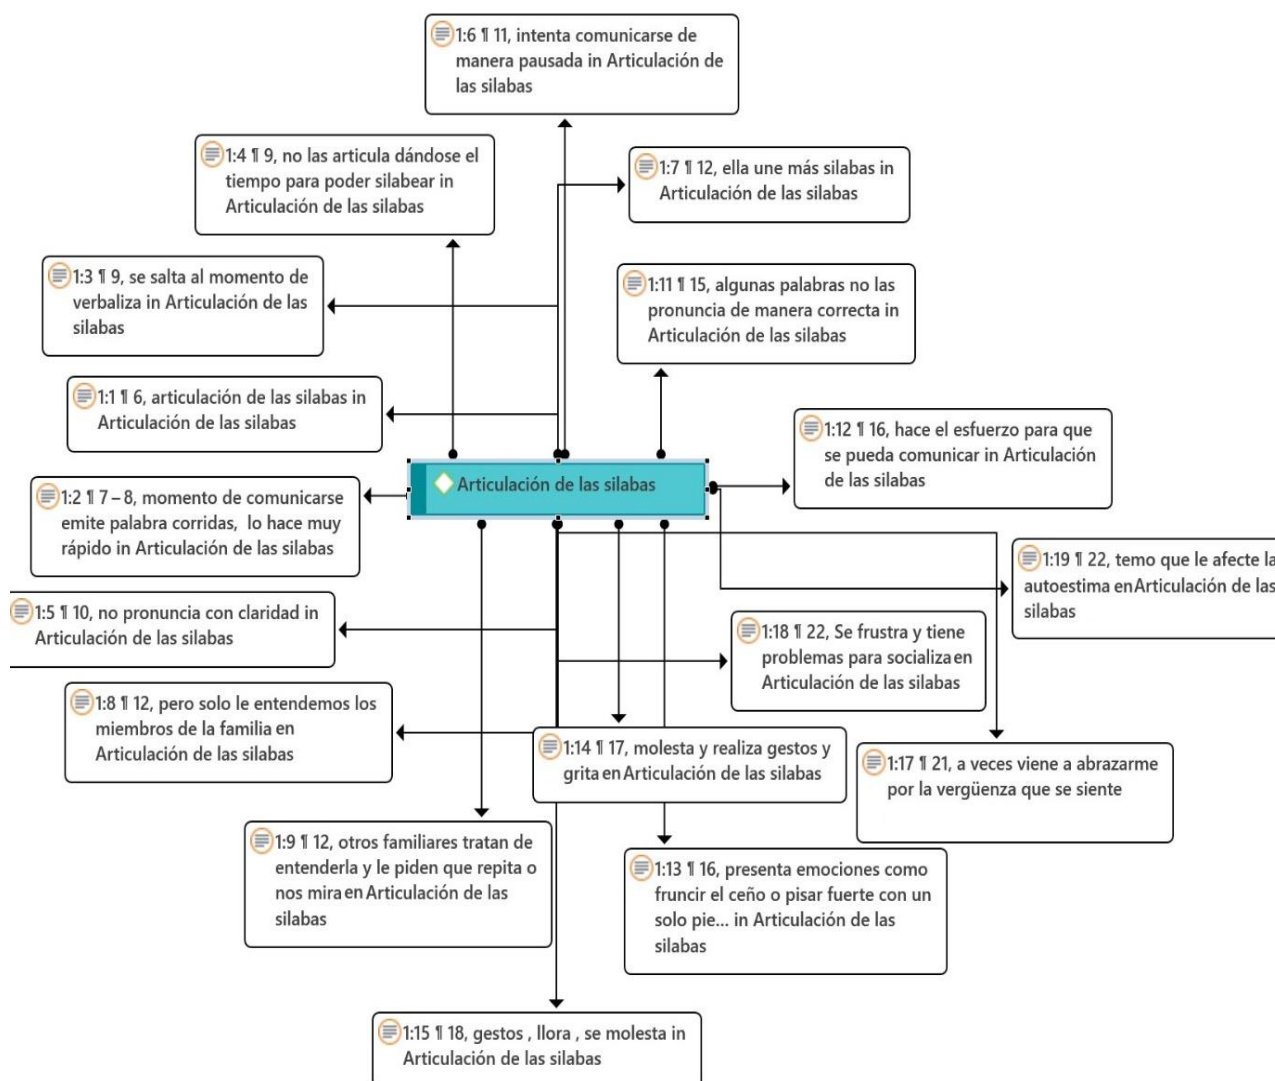 1:6 ¶ 11, intenta comunicarse de
manera pausada in Articulación de
las silabas
1:4 ¶ 9, no las articula dándose el
tiempo para poder silabear in
Articulación de las silabas
1:7 ¶ 12, ella une más silabas in
Articulación de las silabas
1:3 ¶ 9, se salta al momento de
verbaliza in Articulación de las
silabas
1:11 ¶ 15, algunas palabras no las
pronuncia de manera correcta in
Articulación de las silabas
1:1 ¶ 6, articulación de las silabas in
Articulación de las silabas
1:12 ¶ 16, hace el esfuerzo para que
se pueda comunicar in Articulación
de las silabas
Articulación de las silabas
1:2 ¶ 7 – 8, momento de comunicarse
emite palabra corridas, lo hace muy
rápido in Articulación de las silabas
1:19 ¶ 22, temo que le afecte la
autoestima en Articulación de las
silabas
1:5 ¶ 10, no pronuncia con claridad in
Articulación de las silabas
1:18 ¶ 22, Se frustra y tiene
problemas para socializa en
Articulación de las silabas
1:8 ¶ 12, pero solo le entendemos los
miembros de la familia en
Articulación de las silabas
1:14 ¶ 17, molesta y realiza gestos y
grita en Articulación de las silabas
1:17 ¶ 21, a veces viene a abrazarme
por la vergüenza que se siente
1:9 ¶ 12, otros familiares tratan de
entenderla y le piden que repita o
nos mira en Articulación de las
silabas
1:13 ¶ 16, presenta emociones como
fruncir el ceño o pisar fuerte con un
solo pie... in Articulación de las
silabas
1:15 ¶ 18, gestos , llora , se molesta in
Articulación de las silabas